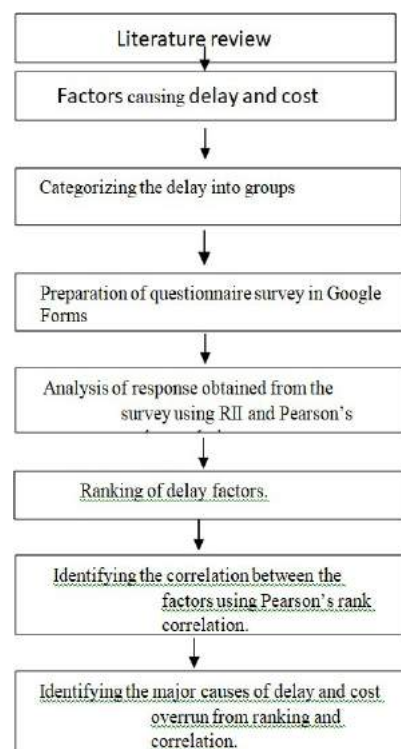 Literature review
Factors causing delay and cost
Categorizing the delay into groups
Preparation of questionnaire survey in Google
Forms
Analysis of response obtained from the
survey using RII and Pearson's
Ranking of delay factors.
Identifying the correlation between the
factors using Pearson's rank
correlation.
Identifying the major causes of delay and cost
overrun from ranking and
correlation.